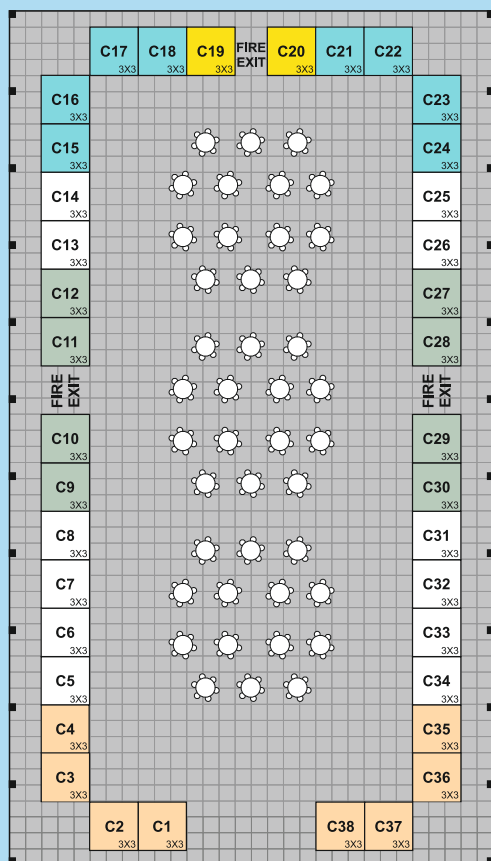 C17
3X3
C18
3X3
C19
3X3
FIRE
EXIT
C20
3X3
C21
3X3
C22
3X3
C16
3X3
C23
3X3
C15
3X3
C24
3X3
C14
3X3
C25
3X3
C13
3X3
C26
3X3
C12
3X3
C27
3X3
C11
3X3
C28
3X3
FIRE
EXIT
FIRE
EXIT
C10
3X3
C29
3X3
C9
3X3
C30
3X3
C8
3X3
C31
3X3
C7
3X3
C32
3X3
C6
3X3
C33
3X3
C5
3X3
C34
3X3
C4
3X3
C35
3X3
C3
3X3
C36
3X3
C2
3X3
C1
3X3
C38
3X3
C37
3X3